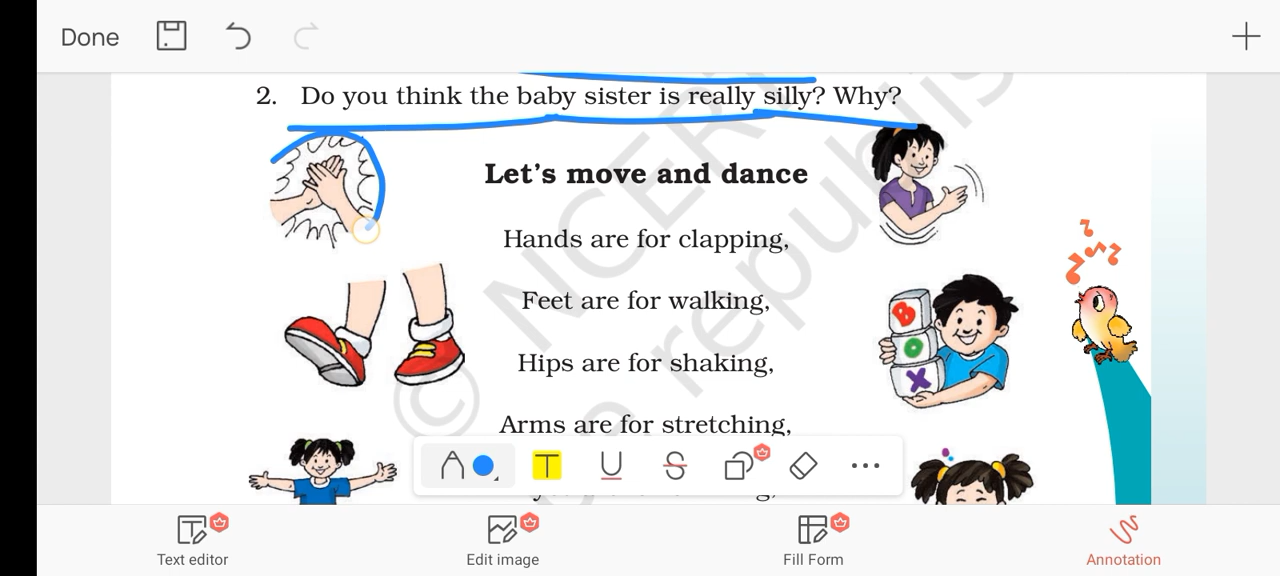 Done
2. Do you think the baby sister is really silly? Why?
Let's move and dance
Hands are for clapping,
Feet are for walking,
Hips are for shaking,
Arms are for stretching,
B
O
X
T
U
S
© NCERT
republis
Text editor
Edit image
Fill Form
Annotation